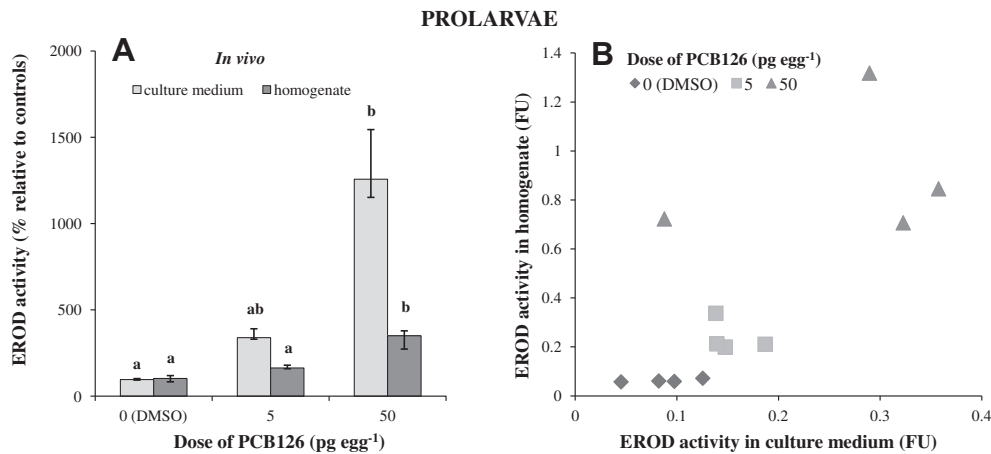 PROLARVAE
A
In vivo
culture medium
homogenate
EROD activity (% relative to controls)
2000
1500
1000
500
0
a
a
ab
a
b
b
0 (DMSO)
5
50
Dose of PCB126 (pg egg-1)
B
Dose of PCB126 (pg egg-1)
0 (DMSO) 5 50
EROD activity in homogenate (FU)
1.4
1.2
1
0.8
0.6
0.4
0.2
0
0 0.1 0.2 0.3 0.4
EROD activity in culture medium (FU)